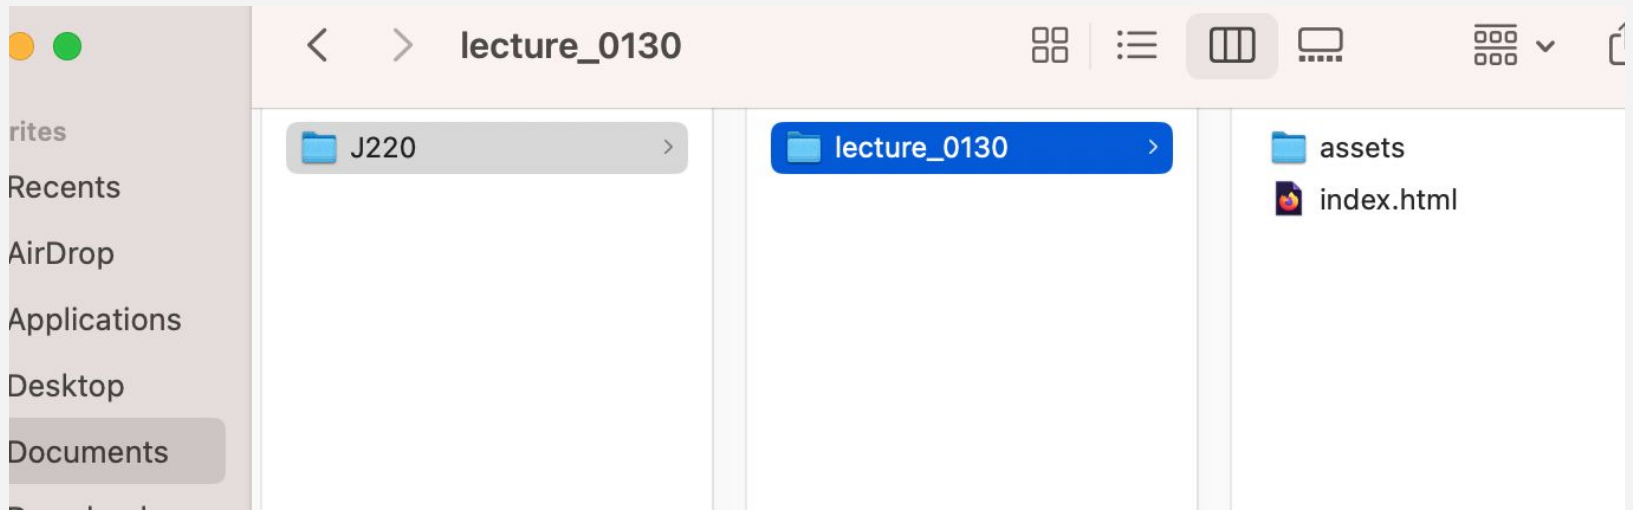 lecture_0130
rites
Recents
AirDrop
Applications
Desktop
Documents
J220
lecture_0130
assets
index.html